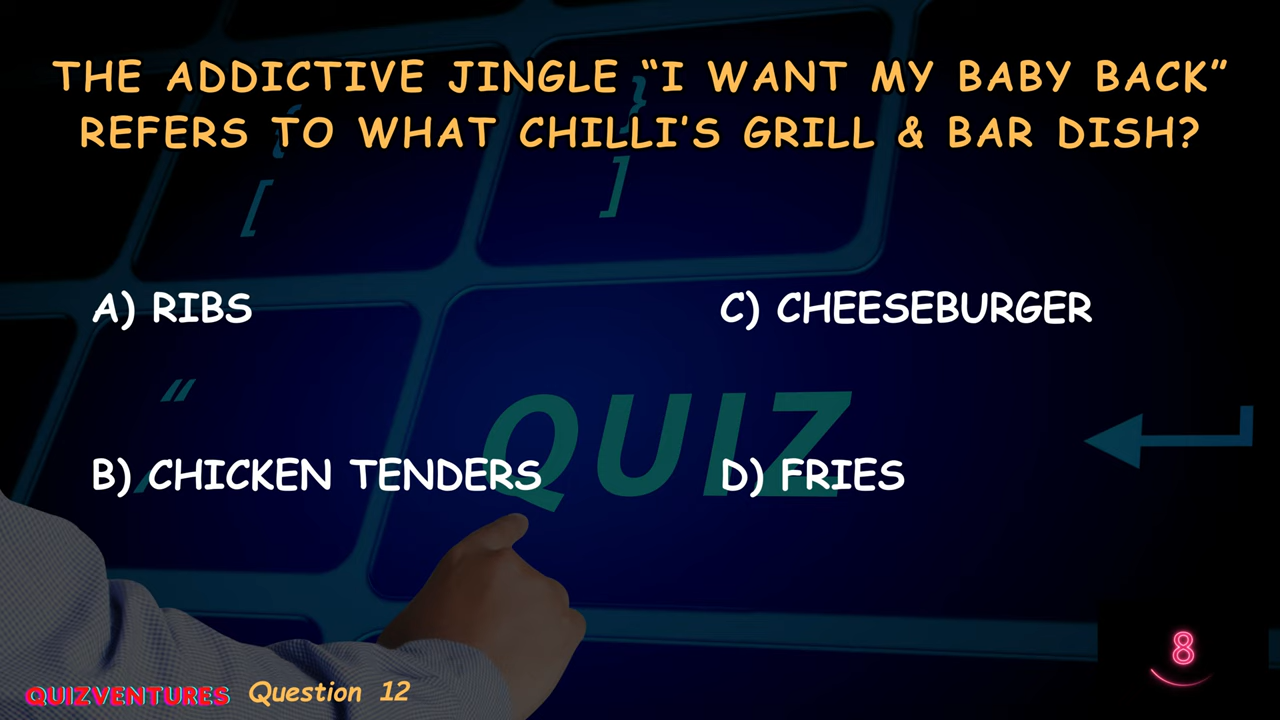 THE ADDICTIVE JINGLE “I WANT MY BABY BACK”
REFERS TO WHAT CHILLI’S GRILL & BAR DISH?
{
}
[
]
A) RIBS
C) CHEESEBURGER
“
QUIZ
B) CHICKEN TENDERS
D) FRIES
8
QUIZVENTURES Question 12